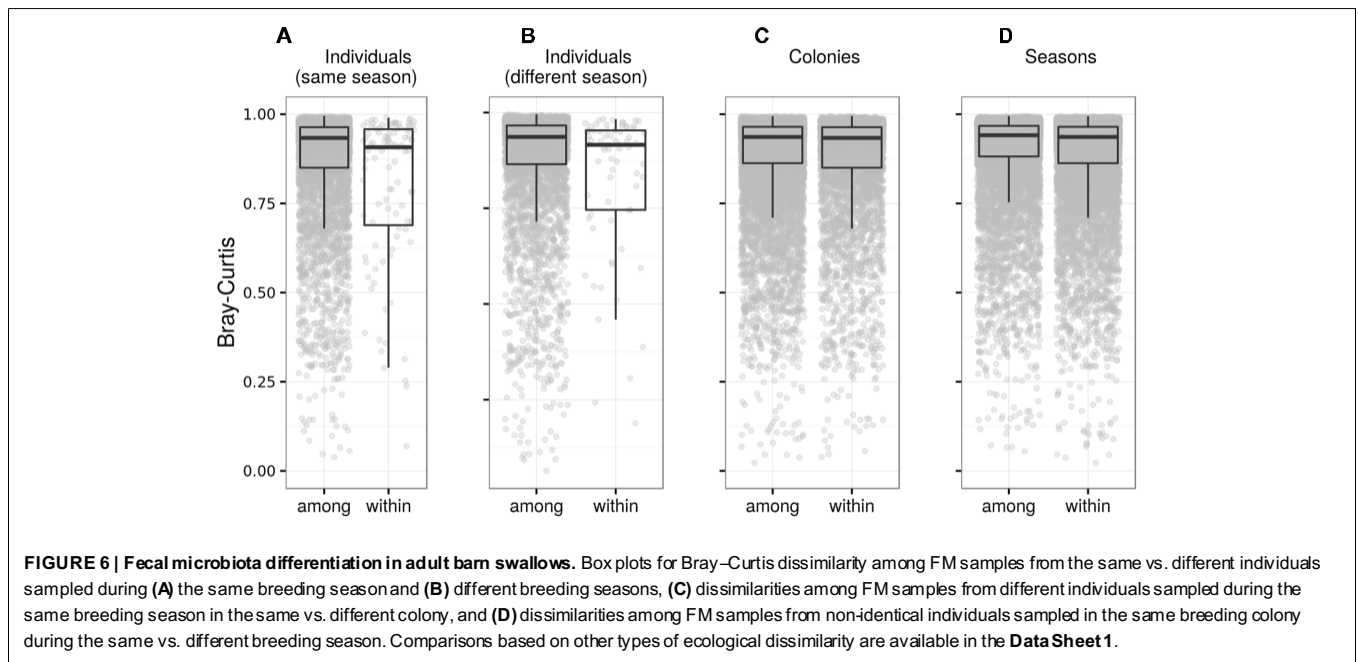 A
B
C
D
Individuals
(same season)
Individuals
(different season)
Colonies
Seasons
Bray-Curtis
1.00
0.75
0.50
0.25
0.00
among within
among within
among within
among within
FIGURE 6 | Fecal microbiota differentiation in adult barn swallows. Box plots for Bray–Curtis dissimilarity among FM samples from the same vs. different individuals
sampled during (A) the same breeding season and (B) different breeding seasons, (C) dissimilarities among FM samples from different individuals sampled during the
same breeding season in the same vs. different colony, and (D) dissimilarities among FM samples from non-identical individuals sampled in the same breeding colony
during the same vs. different breeding season. Comparisons based on other types of ecological dissimilarity are available in the Data Sheet 1.